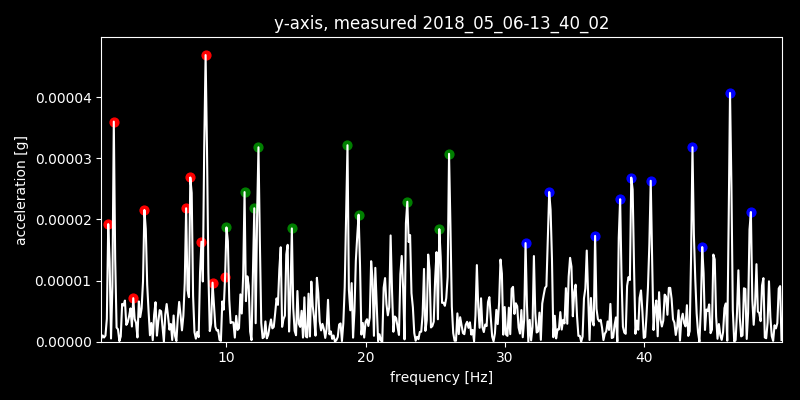 y-axis, measured 2018_05_06-13_40_02
acceleration [g]
0.00004
0.00003
0.00002
0.00001
0.00000
10 20 30 40
frequency [Hz]